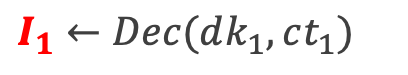 I₁ ← Dec(dk₁, ct₁)